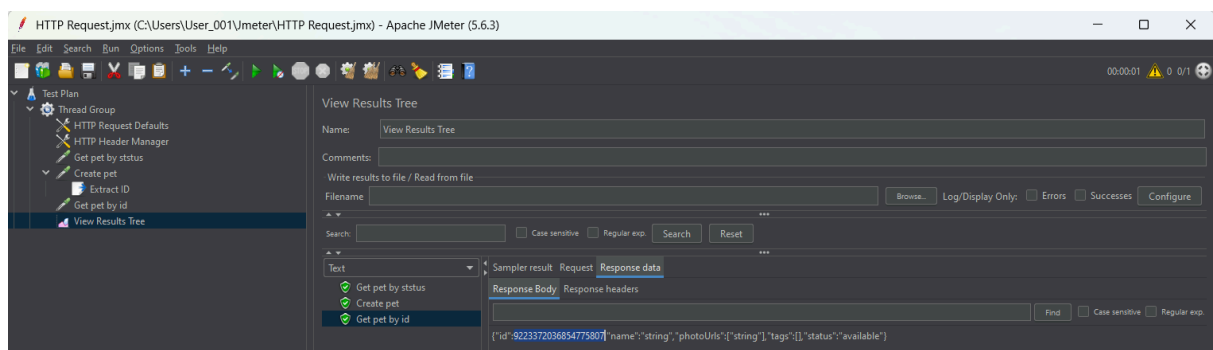 HTTP Request.jmx (C:\Users\User_001\Jmeter\HTTP Request.jmx) - Apache JMeter (5.6.3)
File Edit Search Run Options Tools Help
00:00:01 0 0/1
Test Plan
Thread Group
HTTP Request Defaults
HTTP Header Manager
Get pet by ststus
Create pet
Extract ID
Get pet by id
View Results Tree
View Results Tree
Name: View Results Tree
Comments:
Write results to file / Read from file
Filename Browse... Log/Display Only: Errors Successes Configure
Search: Case sensitive Regular exp. Search Reset
Text
Get pet by ststus
Create pet
Get pet by id
Sampler result Request Response data
Response Body Response headers
Find Case sensitive Regular exp.
{"id":9223372036854775807,"name":"string","photoUrls":["string"],"tags":[],"status":"available"}